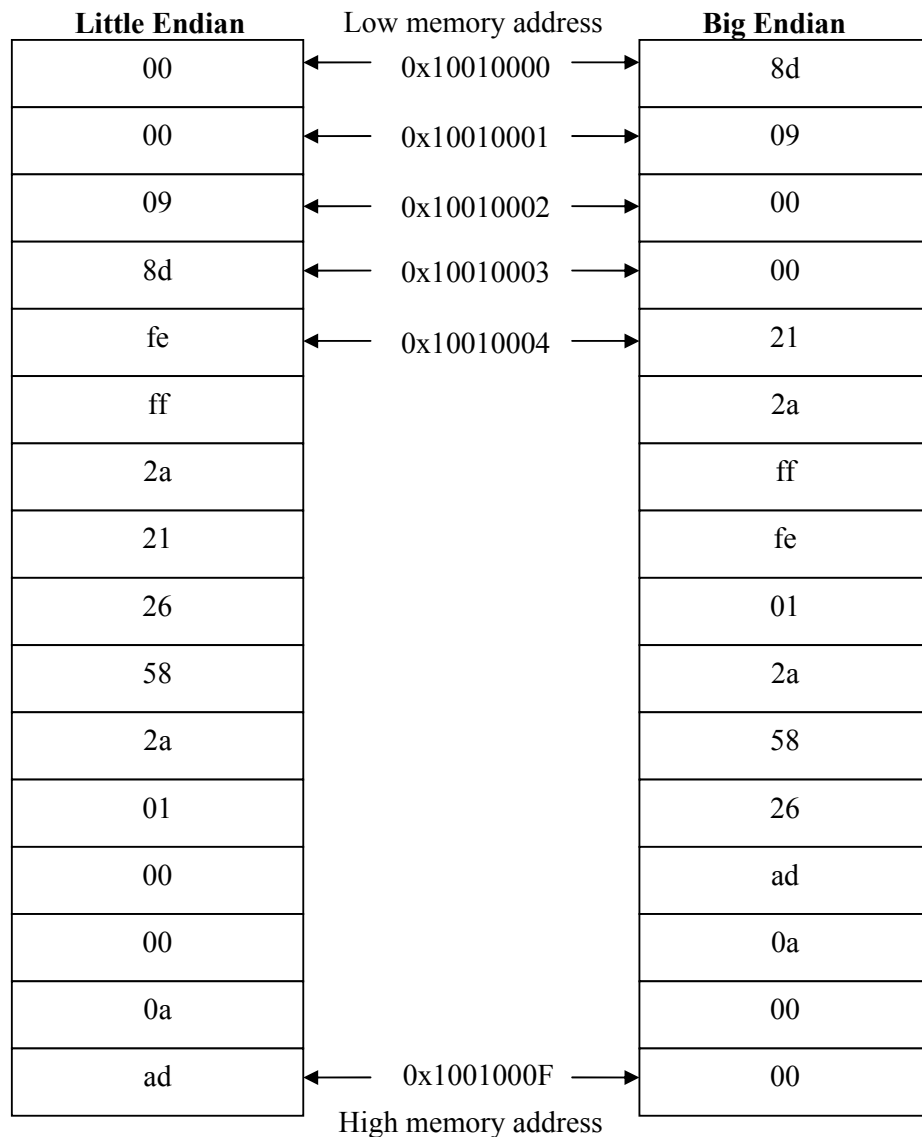 Little Endian Low memory address Big Endian
00 0x10010000 8d
00 0x10010001 09
09 0x10010002 00
8d 0x10010003 00
fe 0x10010004 21
ff 2a
2a ff
21 fe
26 01
58 2a
2a 58
01 26
00 ad
00 0a
0a 00
ad 0x1001000F 00
High memory address